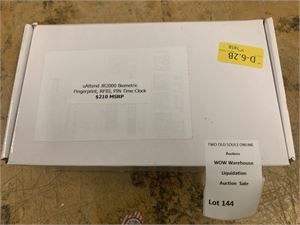 uAttend JR2000 Biometric
Fingerprint, RFID, PIN Time Clock
$210 MSRP
D-6.2B
TWO OLD SOULS ONLINE
Auctions
WOW Warehouse
Liquidation
Auction Sale
Lot 144